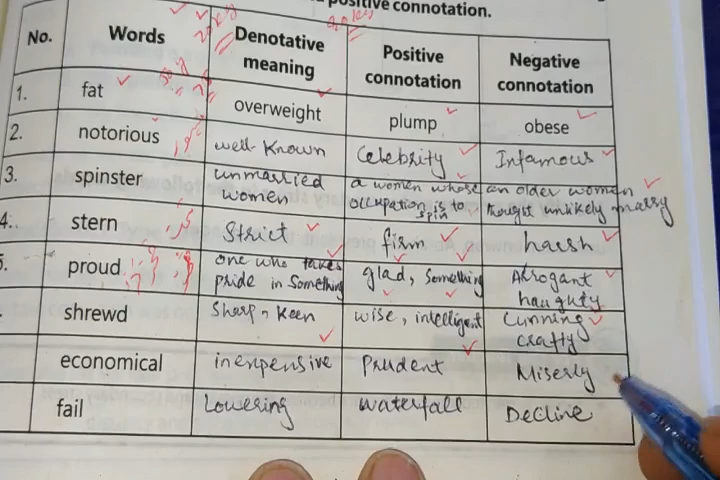 positive connotation.
No. Words Denotative meaning Positive connotation Negative connotation
1. fat overweight plump obese
2. notorious well-known Celebrity Infamous
3. spinster unmarried women a women whose occupation is to spin an older women thought unlikely marry
4. stern Strict firm harsh
5. proud one who takes pride in something glad, something Arrogant haughty
shrewd Sharp, Keen wise, intelligent Cunning crafty
economical inexpensive Prudent Miserly
fail Lowering waterfall Decline